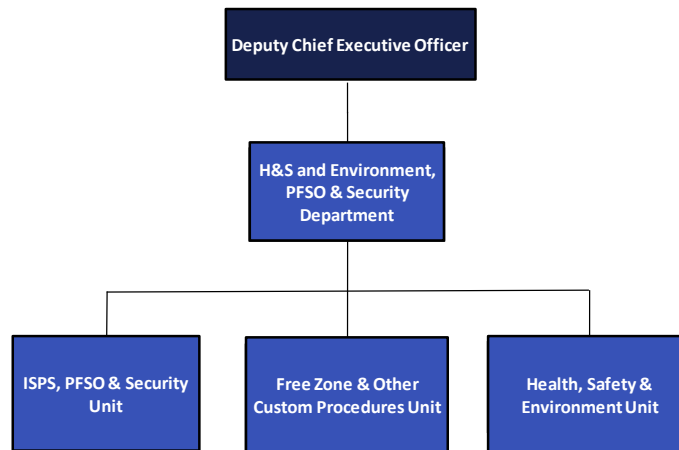 Deputy Chief Executive Officer
H&S and Environment,
PFSO & Security
Department
ISPS, PFSO & Security
Unit
Free Zone & Other
Custom Procedures Unit
Health, Safety &
Environment Unit